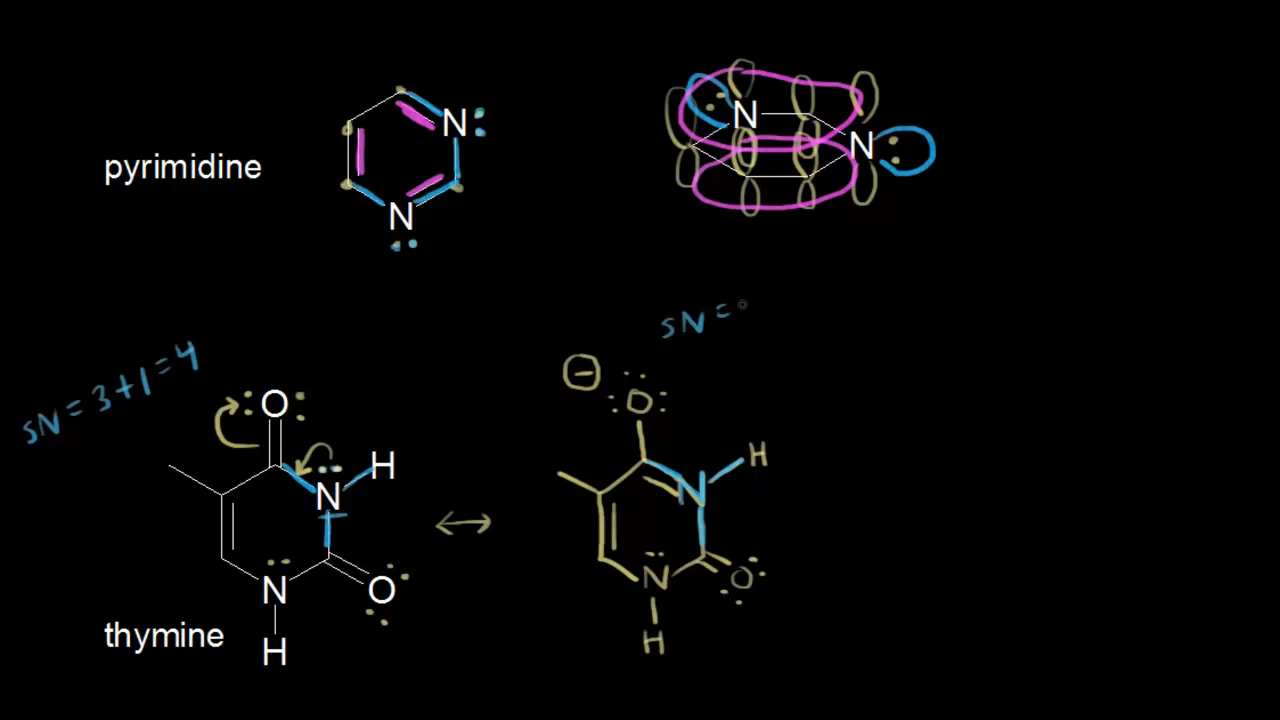 N
N
pyrimidine
N
N
SN = 3 + 1 = 4
SN =
O
H
N
O
N
H
thymine
−
O
H
N
O
N
H